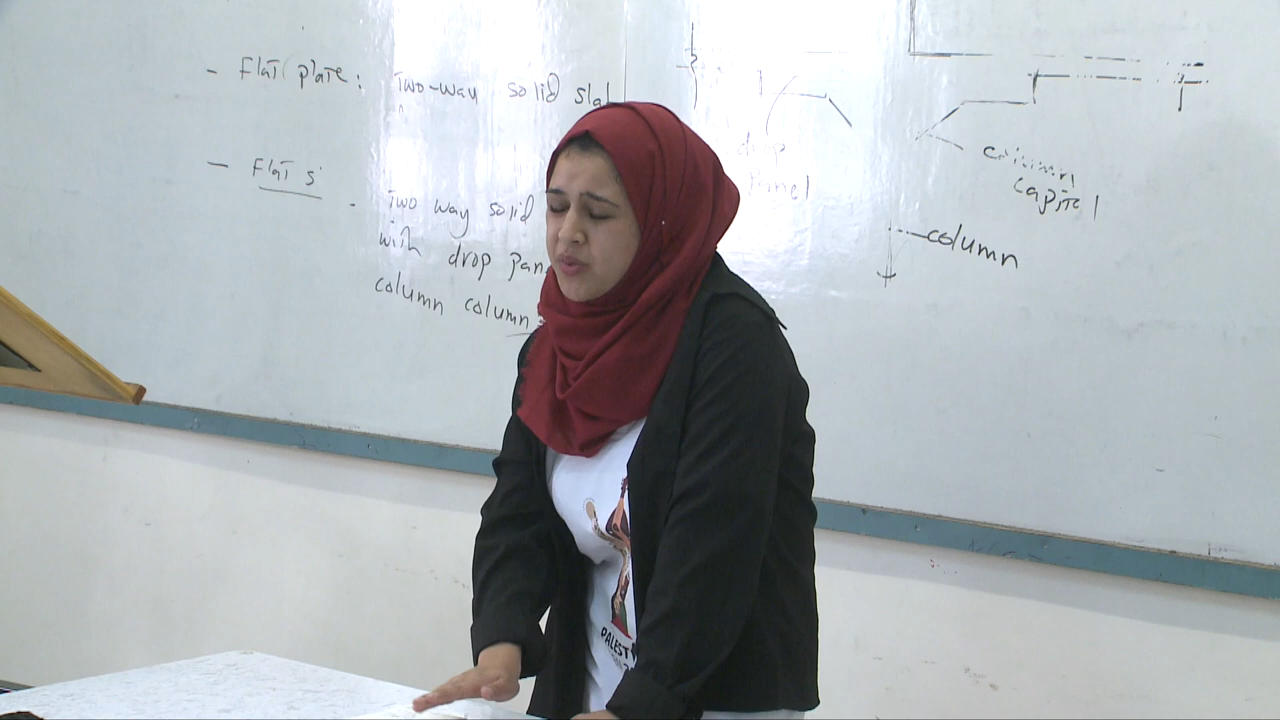 - Flat plate: Two-way solid sla
- Flat s
- Two way solid
with drop pan
column column
drop
Panel
column
capital
column
PALEST